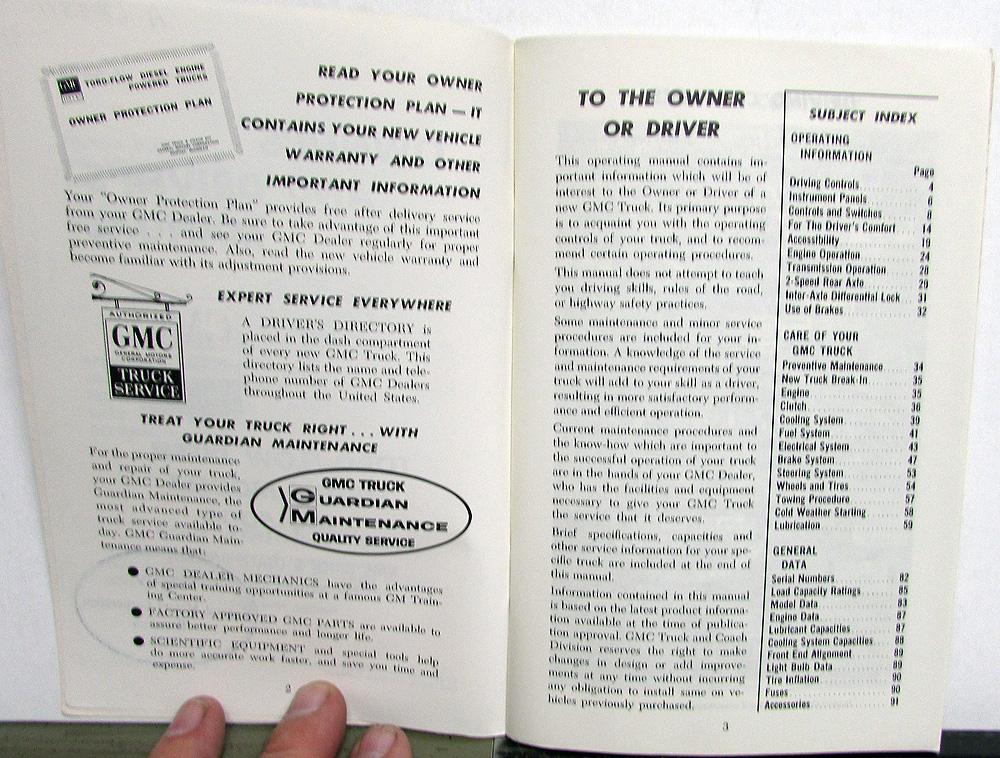 GMC
TORO-FLOW DIESEL ENGINE
POWERED TRUCKS
OWNER PROTECTION PLAN
READ YOUR OWNER
PROTECTION PLAN — IT
CONTAINS YOUR NEW VEHICLE
WARRANTY AND OTHER
IMPORTANT INFORMATION
Your "Owner Protection Plan" provides free after delivery service
from your GMC Dealer. Be sure to take advantage of this important
free service . . . and see your GMC Dealer regularly for proper
preventive maintenance. Also, read the new vehicle warranty and
become familiar with its adjustment provisions.
AUTHORIZED
GMC
GENERAL MOTORS
CORPORATION
TRUCK
SERVICE
EXPERT SERVICE EVERYWHERE
A DRIVER'S DIRECTORY is
placed in the dash compartment
of every new GMC Truck. This
directory lists the name and tele-
phone number of GMC Dealers
throughout the United States.
TREAT YOUR TRUCK RIGHT . . . WITH
GUARDIAN MAINTENANCE
For the proper maintenance
and repair of your truck,
your GMC Dealer provides
Guardian Maintenance, the
most advanced type of
truck service available to-
day. GMC Guardian Main-
tenance means that:
GMC TRUCK
GUARDIAN
MAINTENANCE
QUALITY SERVICE
● GMC DEALER MECHANICS have the advantages
of special training opportunities at a famous GM Train-
ing Center.
● FACTORY APPROVED GMC PARTS are available to
assure better performance and longer life.
● SCIENTIFIC EQUIPMENT and special tools help
do more accurate work faster, and save you time and
expense.
2
TO THE OWNER
OR DRIVER
This operating manual contains im-
portant information which will be of
interest to the Owner or Driver of a
new GMC Truck. Its primary purpose
is to acquaint you with the operating
controls of your truck, and to recom-
mend certain operating procedures.
This manual does not attempt to teach
you driving skills, rules of the road,
or highway safety practices.
Some maintenance and minor service
procedures are included for your in-
formation. A knowledge of the service
and maintenance requirements of your
truck will add to your skill as a driver,
resulting in more satisfactory perform-
ance and efficient operation.
Current maintenance procedures and
the know-how which are important to
the successful operation of your truck
are in the hands of your GMC Dealer,
who has the facilities and equipment
necessary to give your GMC Truck
the service that it deserves.
Brief specifications, capacities and
other service information for your spe-
cific truck are included at the end of
this manual.
Information contained in this manual
is based on the latest product informa-
tion available at the time of publica-
tion approval. GMC Truck and Coach
Division reserves the right to make
changes in design or add improve-
ments at any time without incurring
any obligation to install same on ve-
hicles previously purchased.
SUBJECT INDEX
OPERATING
INFORMATION
Page
Driving Controls 4
Instrument Panels 6
Controls and Switches 8
For The Driver's Comfort 14
Accessibility 19
Engine Operation 24
Transmission Operation 28
2-Speed Rear Axle 29
Inter-Axle Differential Lock 31
Use of Brakes 32
CARE OF YOUR
GMC TRUCK
Preventive Maintenance 34
New Truck Break-In 35
Engine 35
Clutch 36
Cooling System 39
Fuel System 41
Electrical System 43
Brake System 47
Steering System 53
Wheels and Tires 54
Towing Procedure 57
Cold Weather Starting 58
Lubrication 59
GENERAL
DATA
Serial Numbers 82
Load Capacity Ratings 85
Model Data 83
Engine Data 87
Lubricant Capacities 87
Cooling System Capacities 88
Front End Alignment 89
Light Bulb Data 89
Tire Inflation 90
Fuses 90
Accessories 91
3